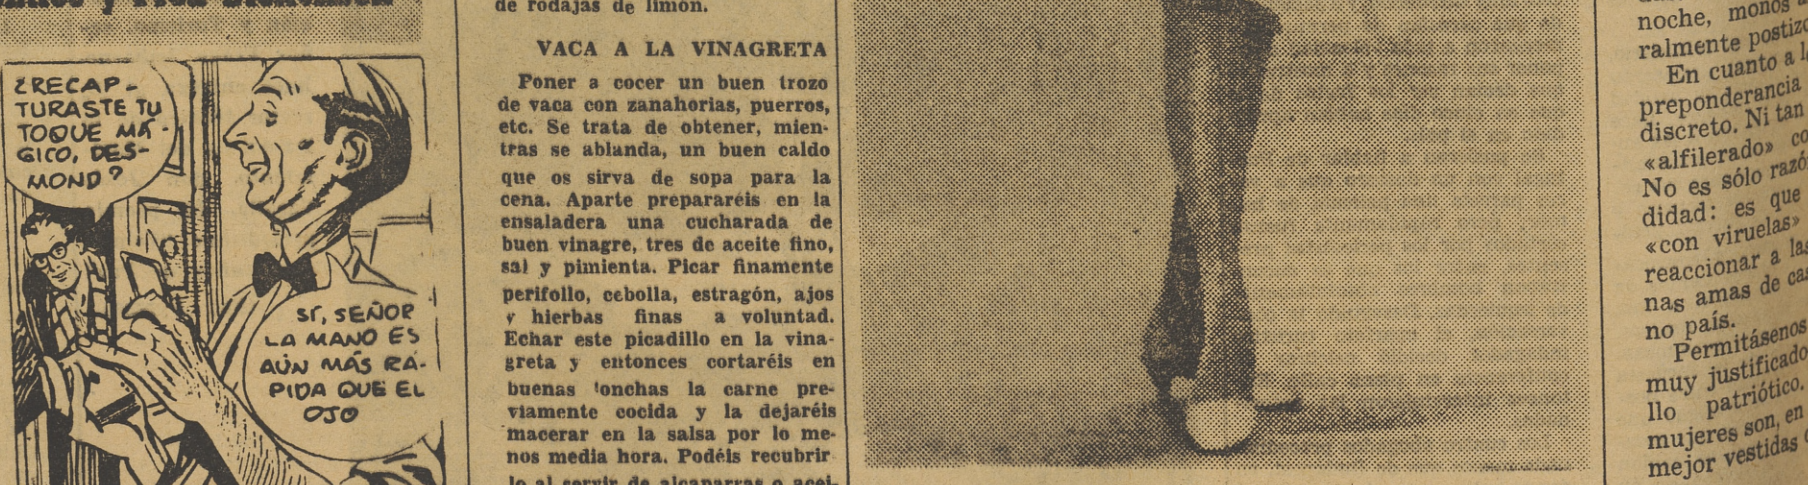 ¿RECAP-
TURASTE TU
TOQUE MÁ-
GICO, DES-
MOND?
SÍ, SEÑOR
LA MANO ES
AÚN MÁS RÁ-
PIDA QUE EL
OJO
de rodajas de limón.
VACA A LA VINAGRETA
Poner a cocer un buen trozo
de vaca con zanahorias, puerros,
etc. Se trata de obtener, mien-
tras se ablanda, un buen caldo
que os sirva de sopa para la
cena. Aparte prepararéis en la
ensaladera una cucharada de
buen vinagre, tres de aceite fino,
sal y pimienta. Picar finamente
perifollo, cebolla, estragón, ajos
y hierbas finas a voluntad.
Echar este picadillo en la vina-
greta y entonces cortaréis en
buenas lonchas la carne pre-
viamente cocida y la dejaréis
macerar en la salsa por lo me-
nos media hora. Podéis recubrir
lo al servir de alcaparras o acei-
noche, monos
ralmente
En cuanto a
preponderancia
discreto. Ni tan
«alfilerado»
No es sólo
didad: es que
«con viruelas»
reaccionar a
nas amas de
no país.
Permitásenos
muy
llo patriótico.
mujeres son, en
mejor vestidas